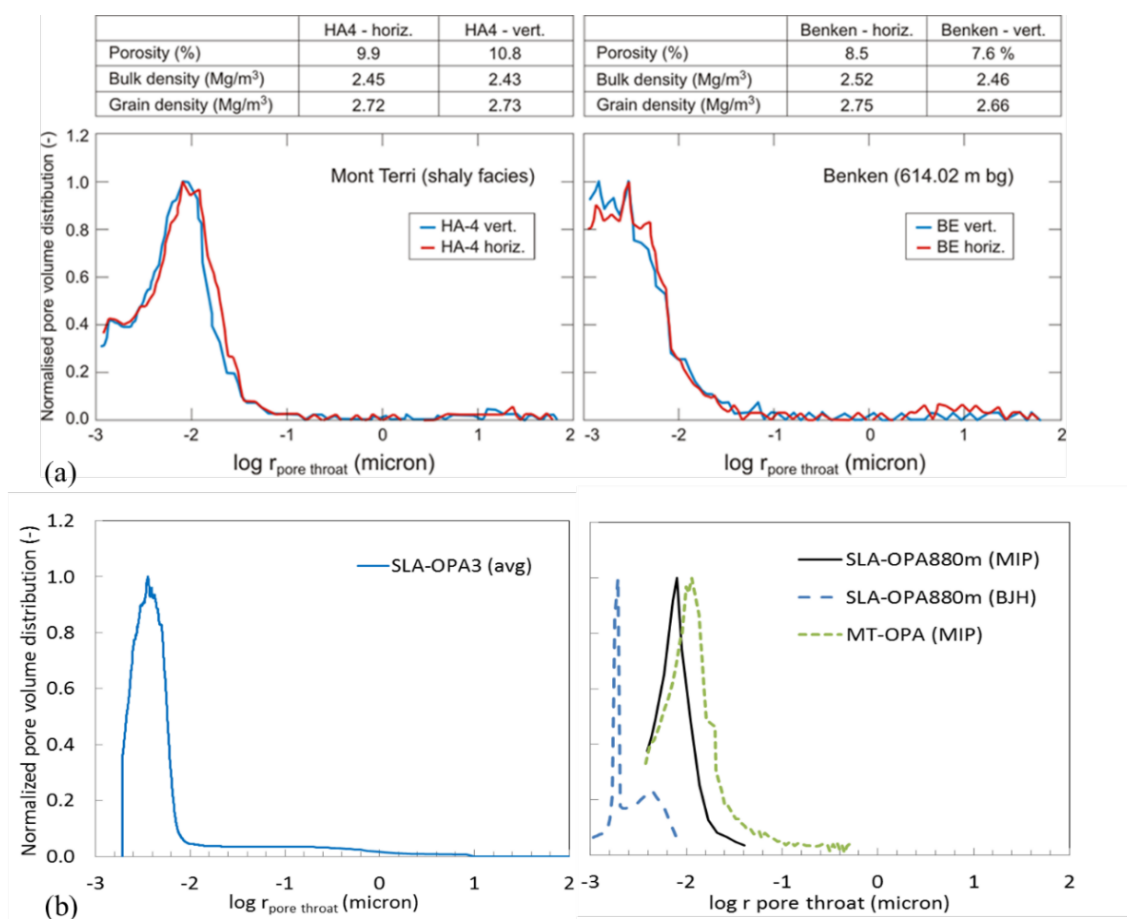 HA4 - horiz. HA4 - vert.
Porosity (%) 9.9 10.8
Bulk density (Mg/m³) 2.45 2.43
Grain density (Mg/m³) 2.72 2.73
Benken - horiz. Benken - vert.
Porosity (%) 8.5 7.6 %
Bulk density (Mg/m³) 2.52 2.46
Grain density (Mg/m³) 2.75 2.66
Normalised pore volume distribution (-)
1.2
1.0
0.8
0.6
0.4
0.2
0.0
Mont Terri (shaly facies)
HA-4 vert.
HA-4 horiz.
-3 -2 -1 0 1 2
log r pore throat (micron)
Benken (614.02 m bg)
BE vert.
BE horiz.
-3 -2 -1 0 1 2
log r pore throat (micron)
(a)
Normalized pore volume distribution (-)
1.2
1.0
0.8
0.6
0.4
0.2
0.0
SLA-OPA3 (avg)
-3 -2 -1 0 1 2
log r pore throat (micron)
SLA-OPA880m (MIP)
SLA-OPA880m (BJH)
MT-OPA (MIP)
-3 -2 -1 0 1 2
log r pore throat (micron)
(b)